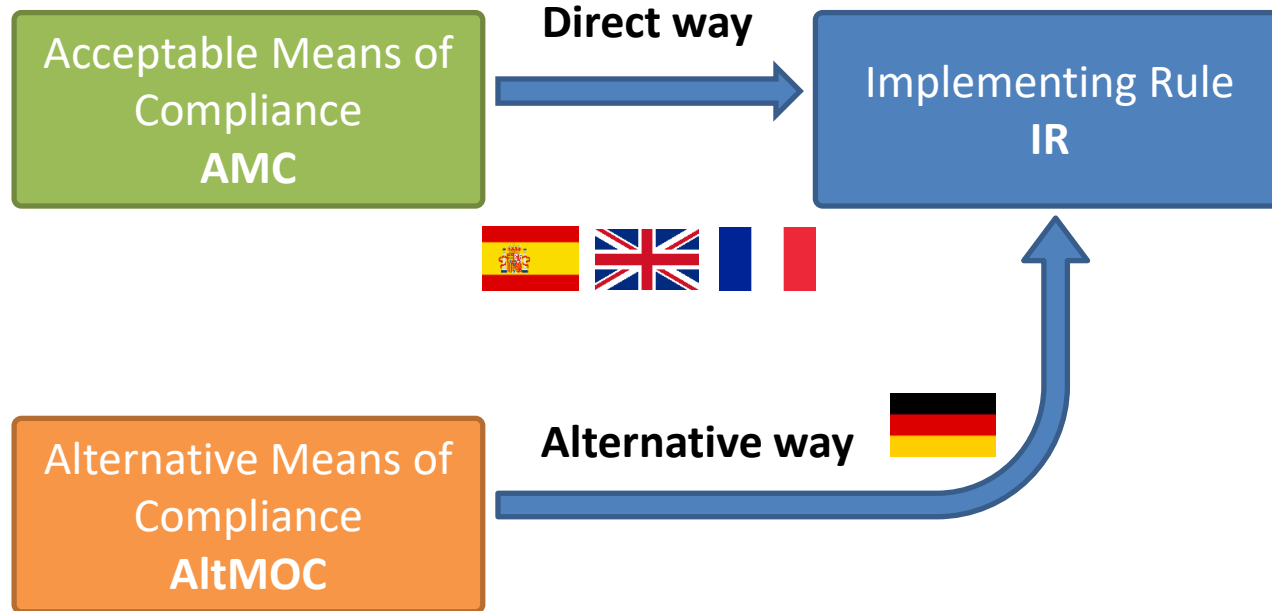 Direct way
Acceptable Means of
Compliance
AMC
Implementing Rule
IR
Alternative way
Alternative Means of
Compliance
AltMOC